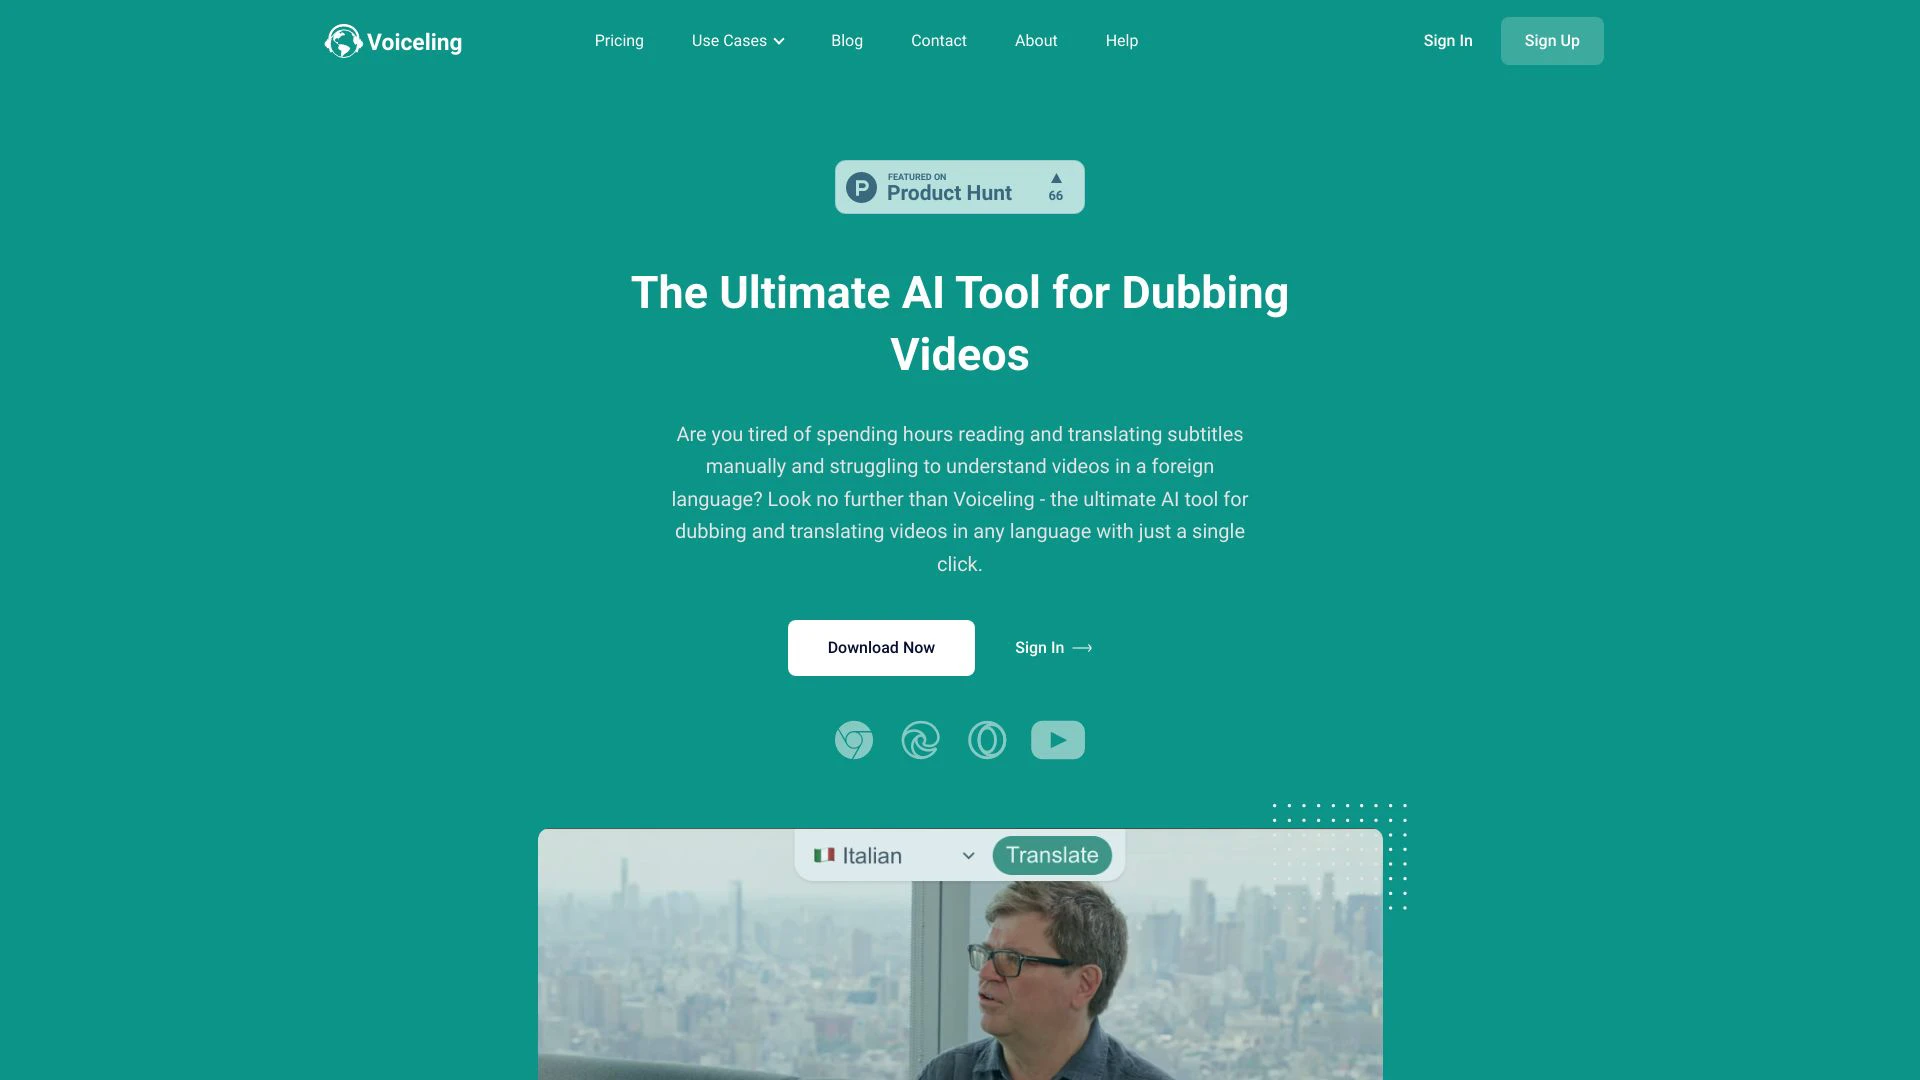 Voiceling
Pricing
Use Cases
Blog
Contact
About
Help
Sign In
Sign Up
P
FEATURED ON
Product Hunt
66
The Ultimate AI Tool for Dubbing
Videos
Are you tired of spending hours reading and translating subtitles
manually and struggling to understand videos in a foreign
language? Look no further than Voiceling - the ultimate AI tool for
dubbing and translating videos in any language with just a single
click.
Download Now
Sign In
Italian
Translate